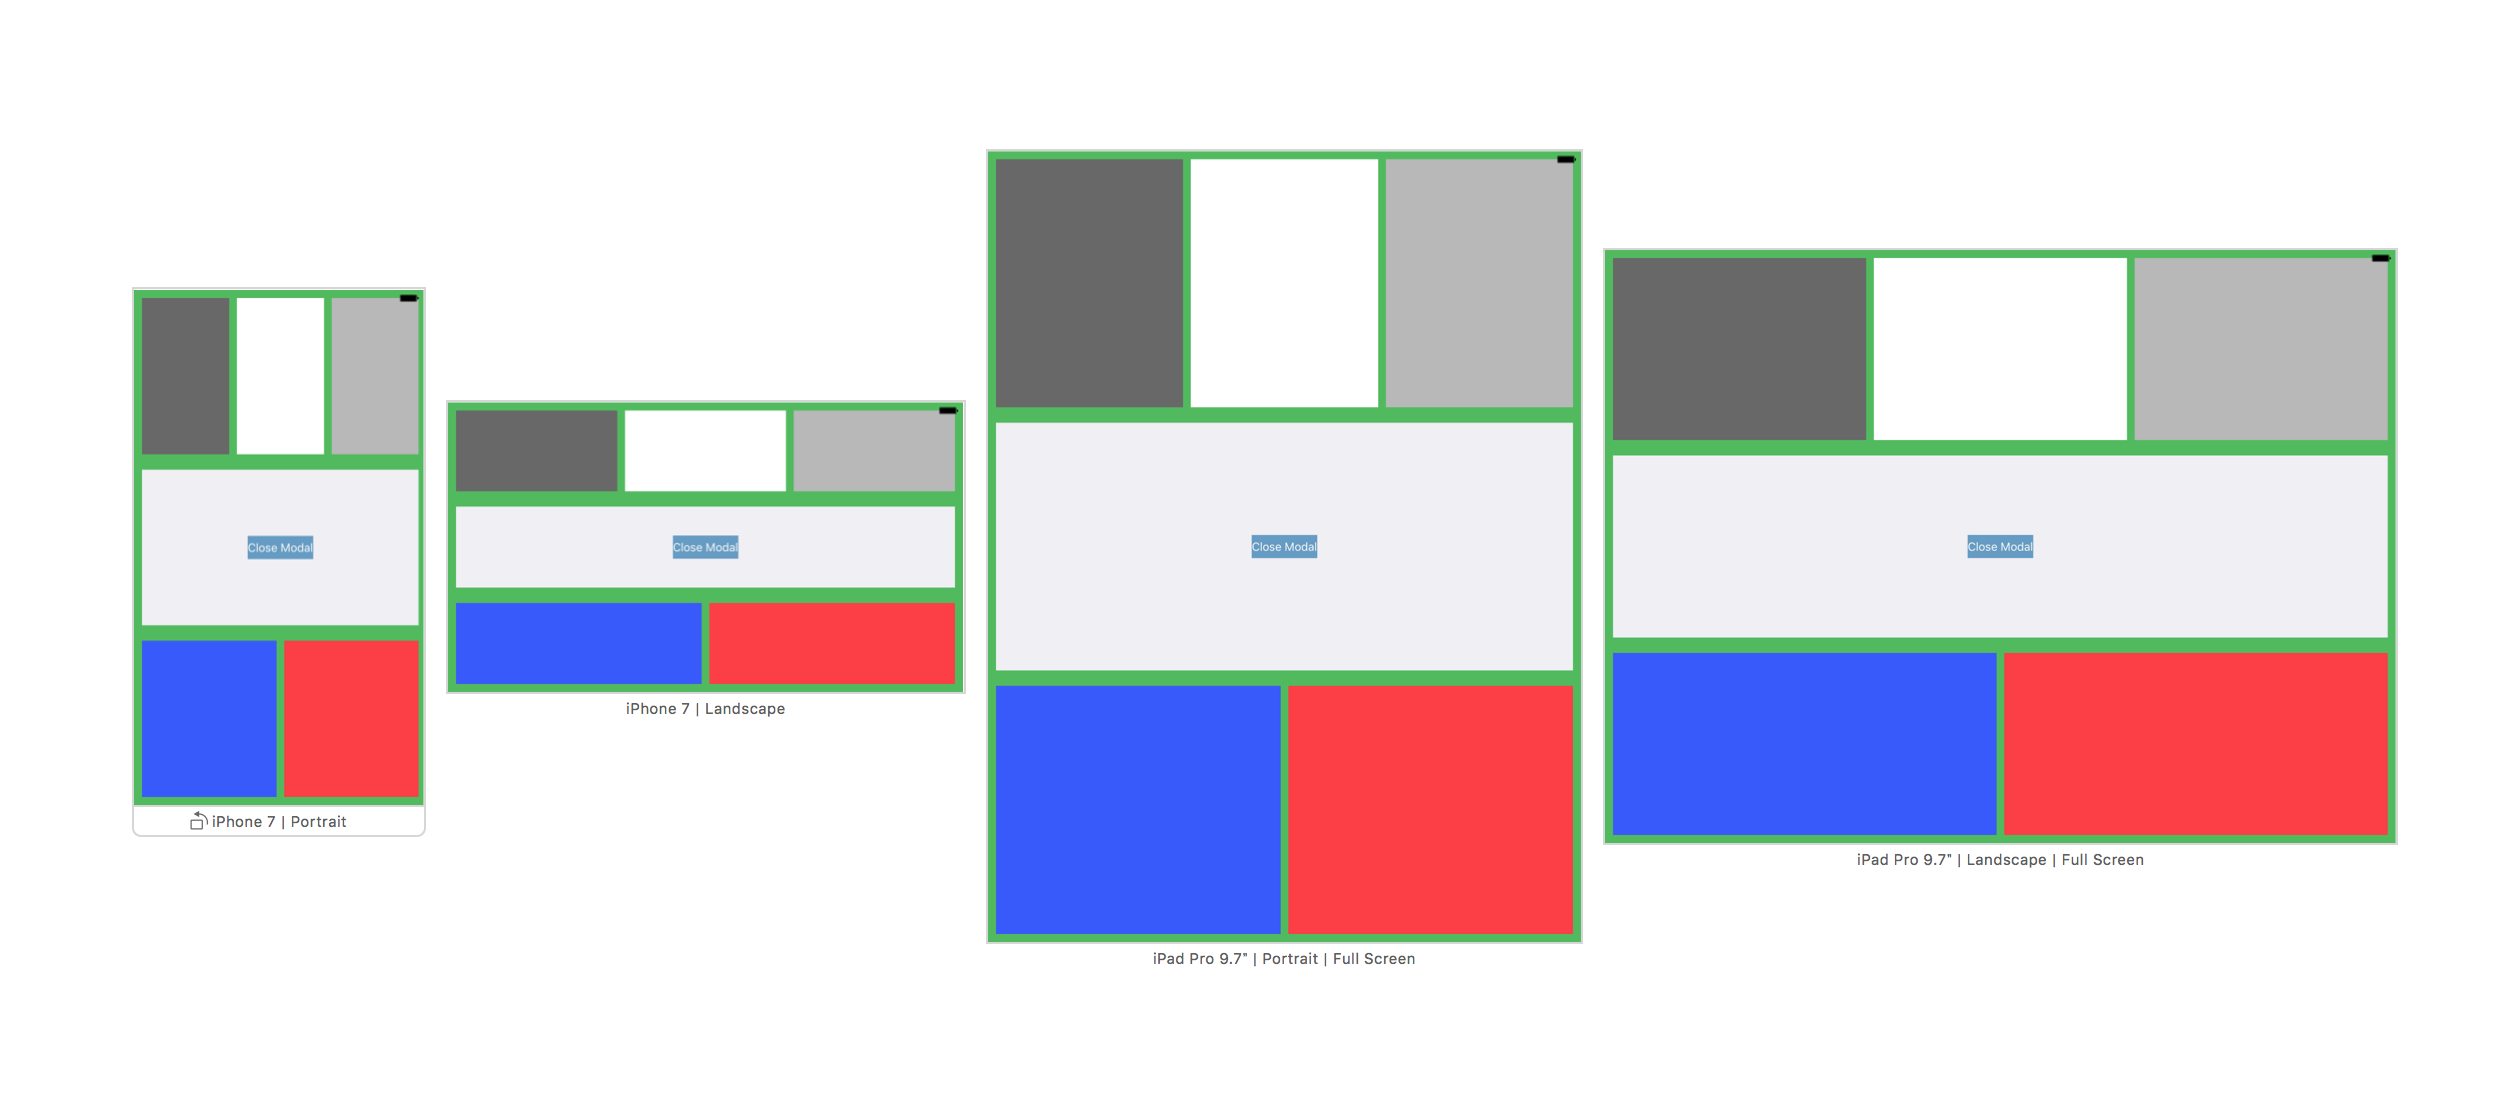 Close Modal
iPhone 7 | Portrait
Close Modal
iPhone 7 | Landscape
Close Modal
iPad Pro 9.7" | Portrait | Full Screen
Close Modal
iPad Pro 9.7" | Landscape | Full Screen